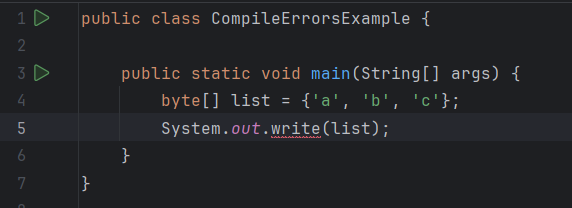 1 public class CompileErrorsExample {
2
3 public static void main(String[] args) {
4 byte[] list = {'a', 'b', 'c'};
5 System.out.write(list);
6 }
7 }